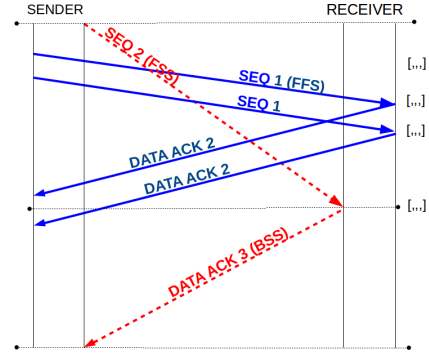 SENDER
RECEIVER
SEQ 2 (FSS)
[,,,]
SEQ 1 (FFS)
[,,,]
SEQ 1
[,,,]
DATA ACK 2
DATA ACK 2
[,,,]
DATA ACK 3 (BSS)